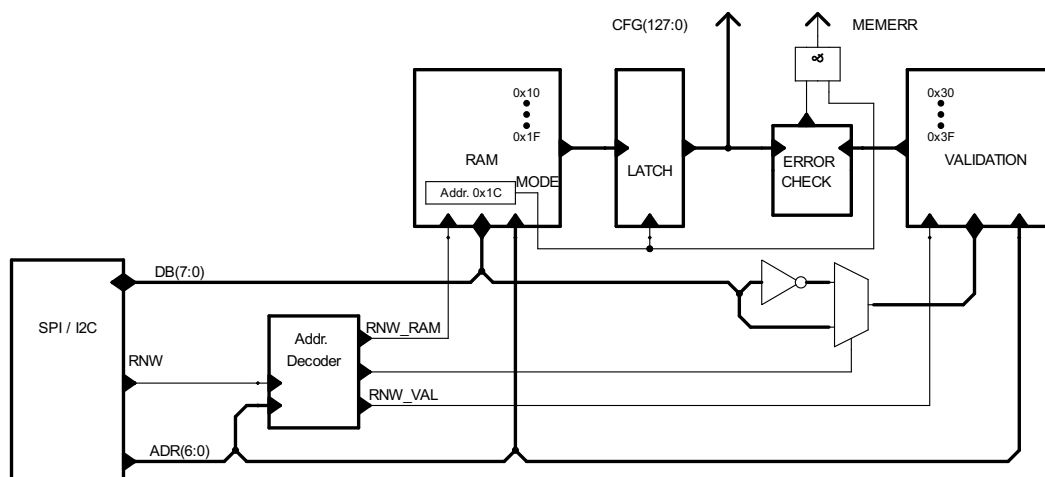 CFG(127:0)
MEMERR
&
0x10
0x1F
RAM
MODE
Addr. 0x1C
LATCH
ERROR
CHECK
0x30
0x3F
VALIDATION
DB(7:0)
SPI / I2C
RNW
Addr.
Decoder
RNW_RAM
RNW_VAL
ADR(6:0)